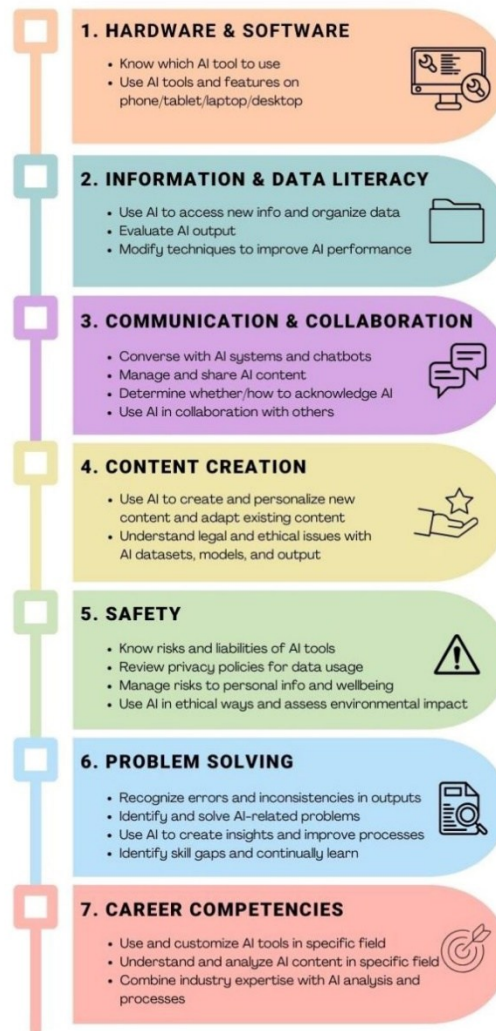 1. HARDWARE & SOFTWARE
• Know which AI tool to use
• Use AI tools and features on
phone/tablet/laptop/desktop
2. INFORMATION & DATA LITERACY
• Use AI to access new info and organize data
• Evaluate AI output
• Modify techniques to improve AI performance
3. COMMUNICATION & COLLABORATION
• Converse with AI systems and chatbots
• Manage and share AI content
• Determine whether/how to acknowledge AI
• Use AI in collaboration with others
4. CONTENT CREATION
• Use AI to create and personalize new
content and adapt existing content
• Understand legal and ethical issues with
AI datasets, models, and output
5. SAFETY
• Know risks and liabilities of AI tools
• Review privacy policies for data usage
• Manage risks to personal info and wellbeing
• Use AI in ethical ways and assess environmental impact
6. PROBLEM SOLVING
• Recognize errors and inconsistencies in outputs
• Identify and solve AI-related problems
• Use AI to create insights and improve processes
• Identify skill gaps and continually learn
7. CAREER COMPETENCIES
• Use and customize AI tools in specific field
• Understand and analyze AI content in specific field
• Combine industry expertise with AI analysis and
processes